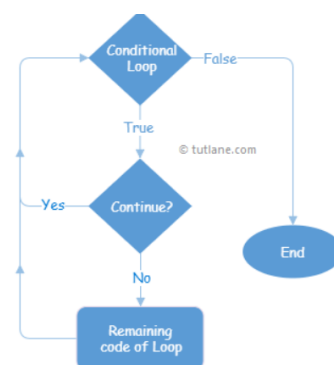 Conditional
Loop
False
True
© tutlane.com
Yes
Continue?
End
No
Remaining
code of Loop